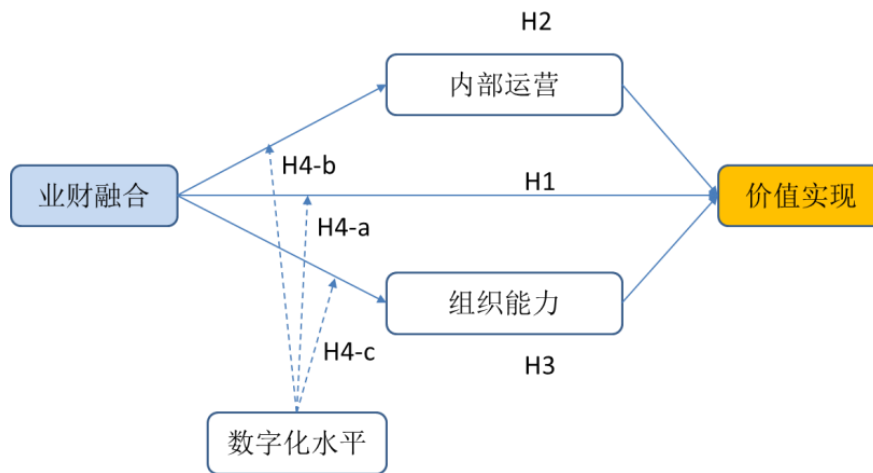 H2
内部运营
H4-b
业财融合
H1
价值实现
H4-a
组织能力
H4-c
H3
数字化水平